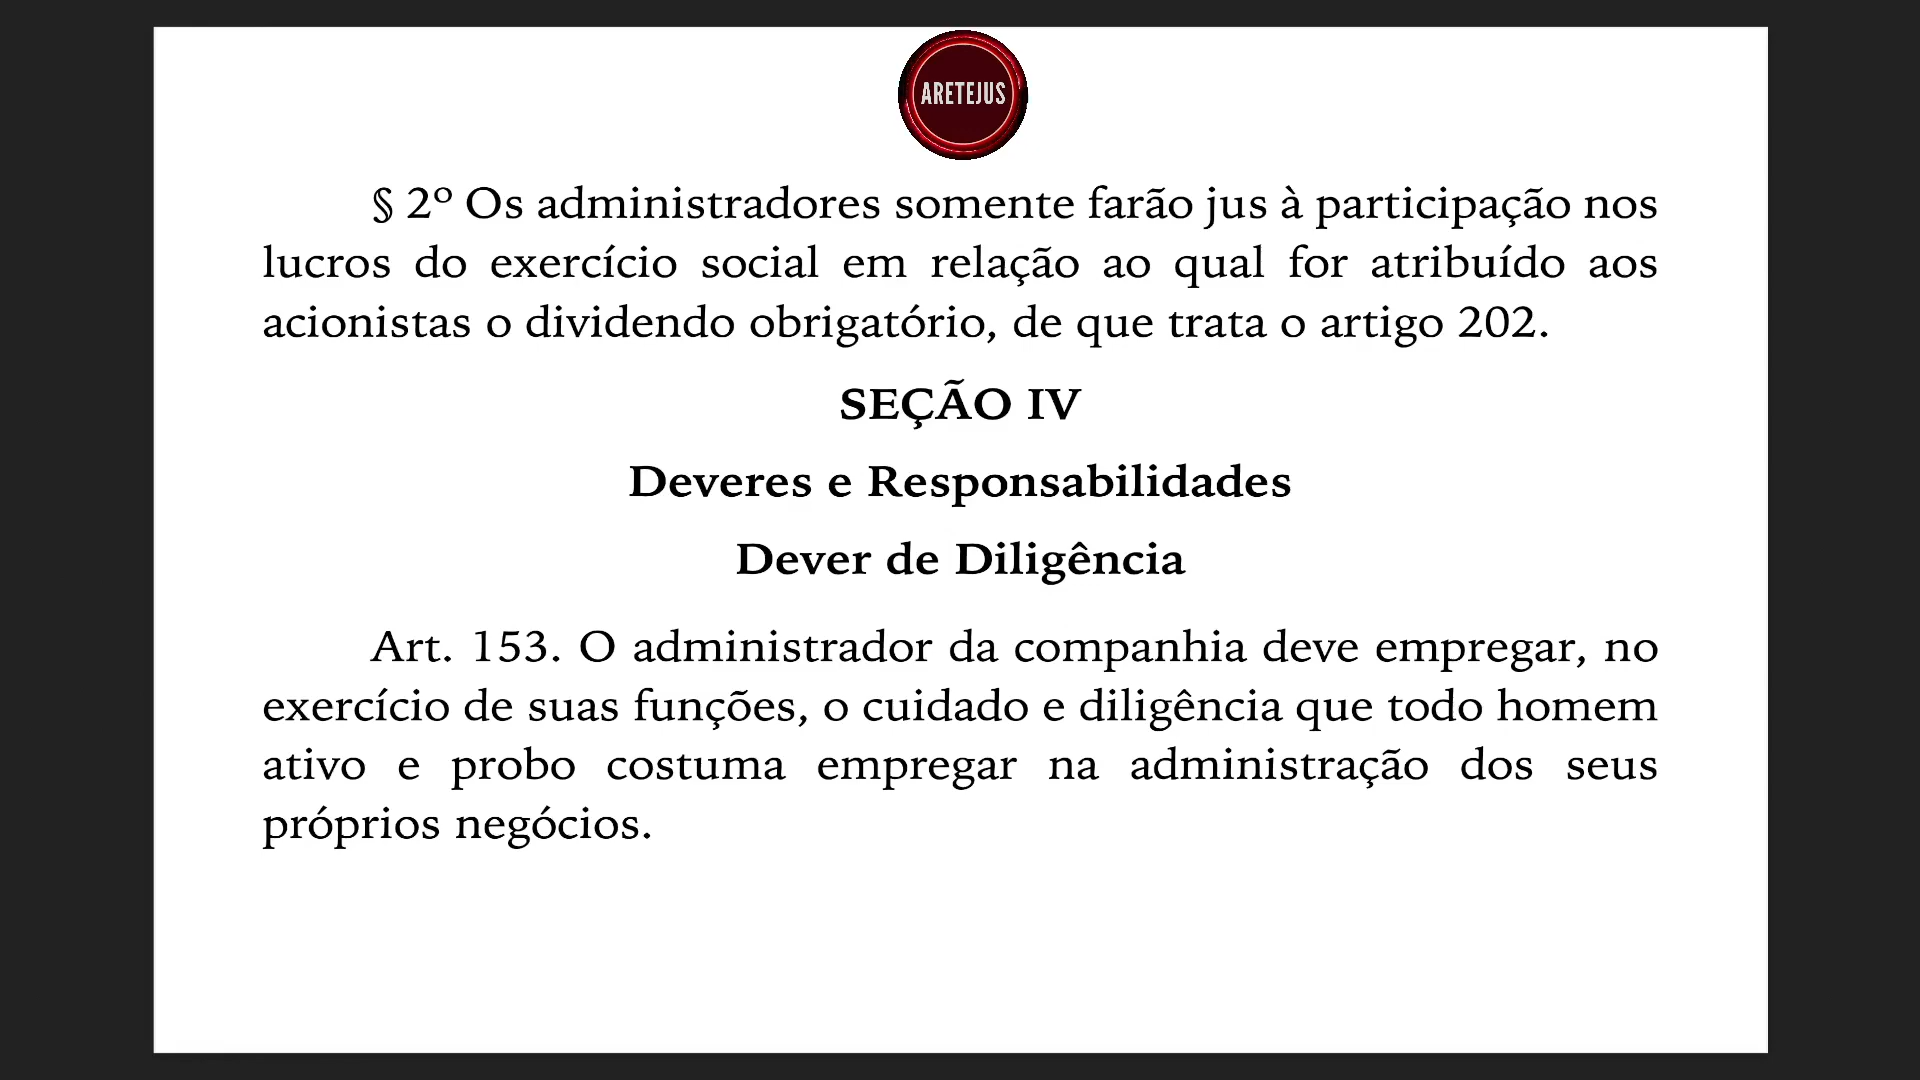 ARETEJUS
§ 2º Os administradores somente farão jus à participação nos
lucros do exercício social em relação ao qual for atribuído aos
acionistas o dividendo obrigatório, de que trata o artigo 202.
SEÇÃO IV
Deveres e Responsabilidades
Dever de Diligência
Art. 153. O administrador da companhia deve empregar, no
exercício de suas funções, o cuidado e diligência que todo homem
ativo e probo costuma empregar na administração dos seus
próprios negócios.